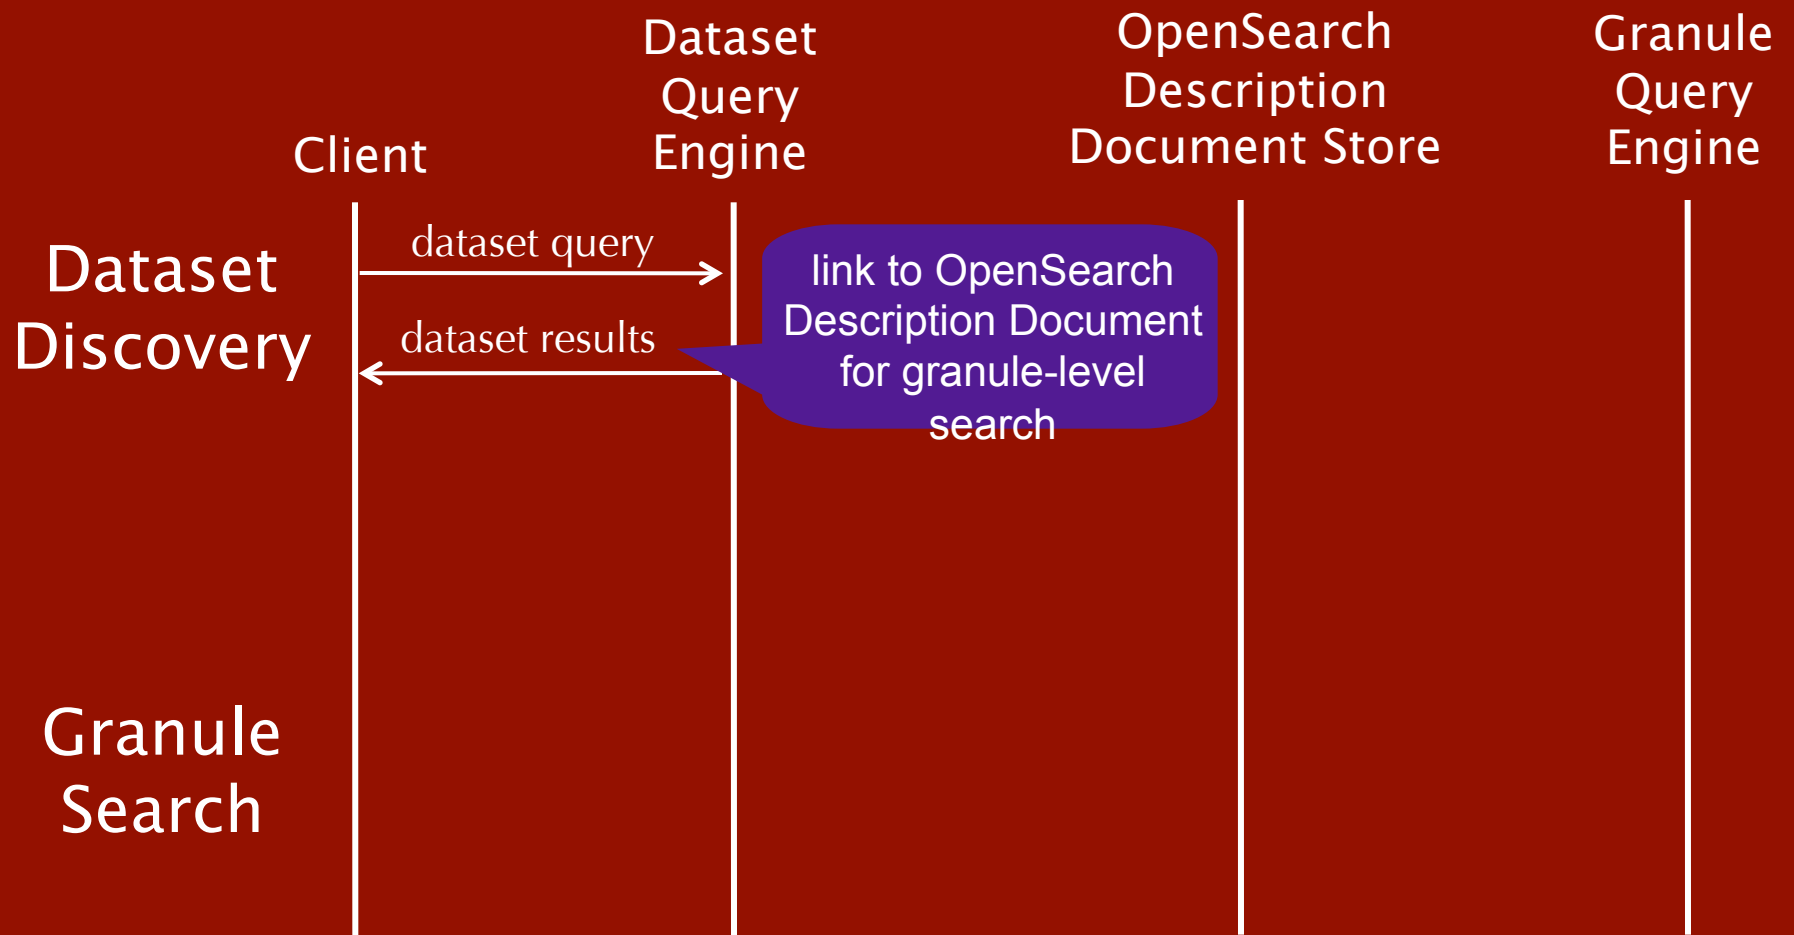 Client
Dataset
Query
Engine
OpenSearch
Description
Document Store
Granule
Query
Engine
Dataset
Discovery
dataset query
dataset results
link to OpenSearch
Description Document
for granule-level
search
Granule
Search